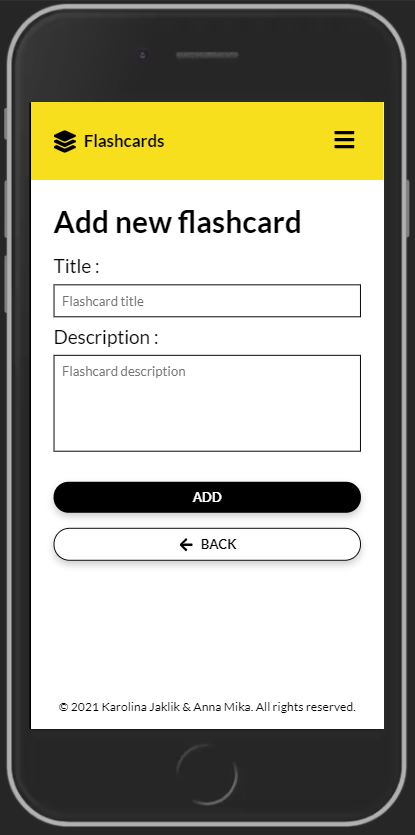 Flashcards
Add new flashcard
Title :
Flashcard title
Description :
Flashcard description
ADD
BACK
© 2021 Karolina Jaklik & Anna Mika. All rights reserved.